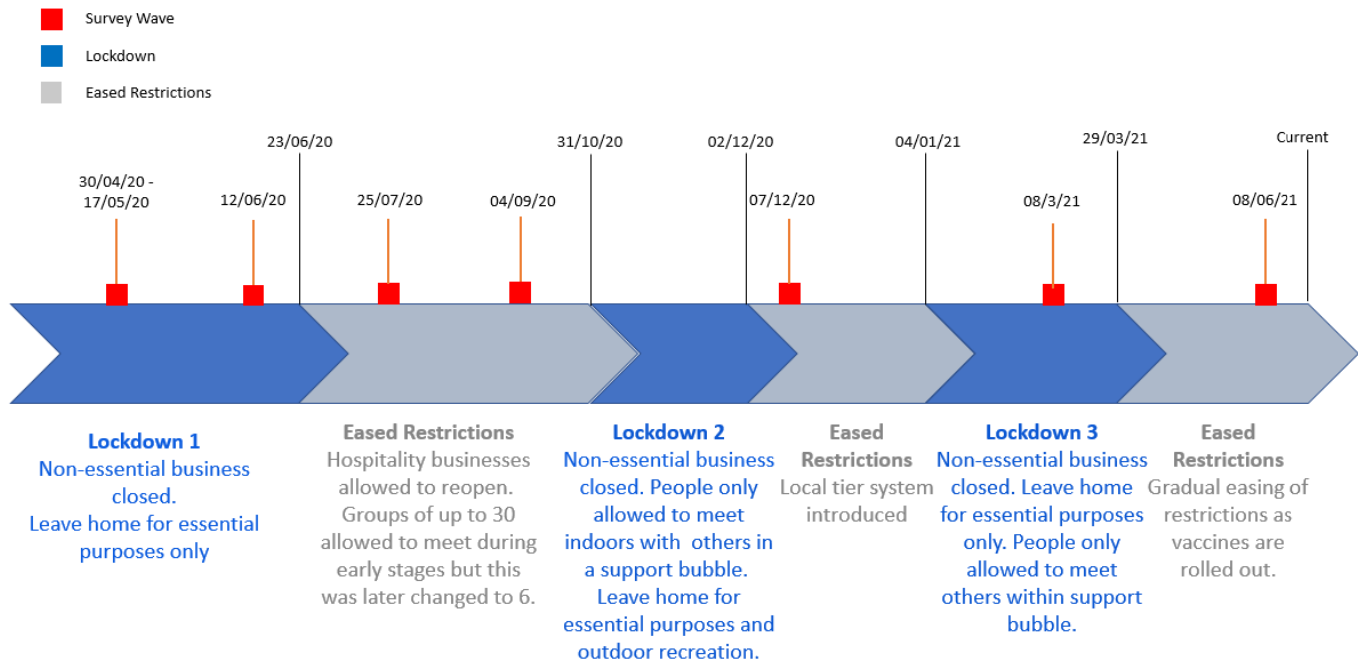 Survey Wave
Lockdown
Eased Restrictions
23/06/20
31/10/20
02/12/20
04/01/21
29/03/21
Current
30/04/20 -
17/05/20
12/06/20
25/07/20
04/09/20
07/12/20
08/3/21
08/06/21
Lockdown 1
Non-essential business
closed.
Leave home for essential
purposes only
Eased Restrictions
Hospitality businesses
allowed to reopen.
Groups of up to 30
allowed to meet during
early stages but this
was later changed to 6.
Lockdown 2
Non-essential business
closed. People only
allowed to meet
indoors with others in
a support bubble.
Leave home for
essential purposes and
outdoor recreation.
Eased
Restrictions
Local tier system
introduced
Lockdown 3
Non-essential business
closed. Leave home
for essential purposes
only. People only
allowed to meet
others within support
bubble.
Eased
Restrictions
Gradual easing of
restrictions as
vaccines are
rolled out.